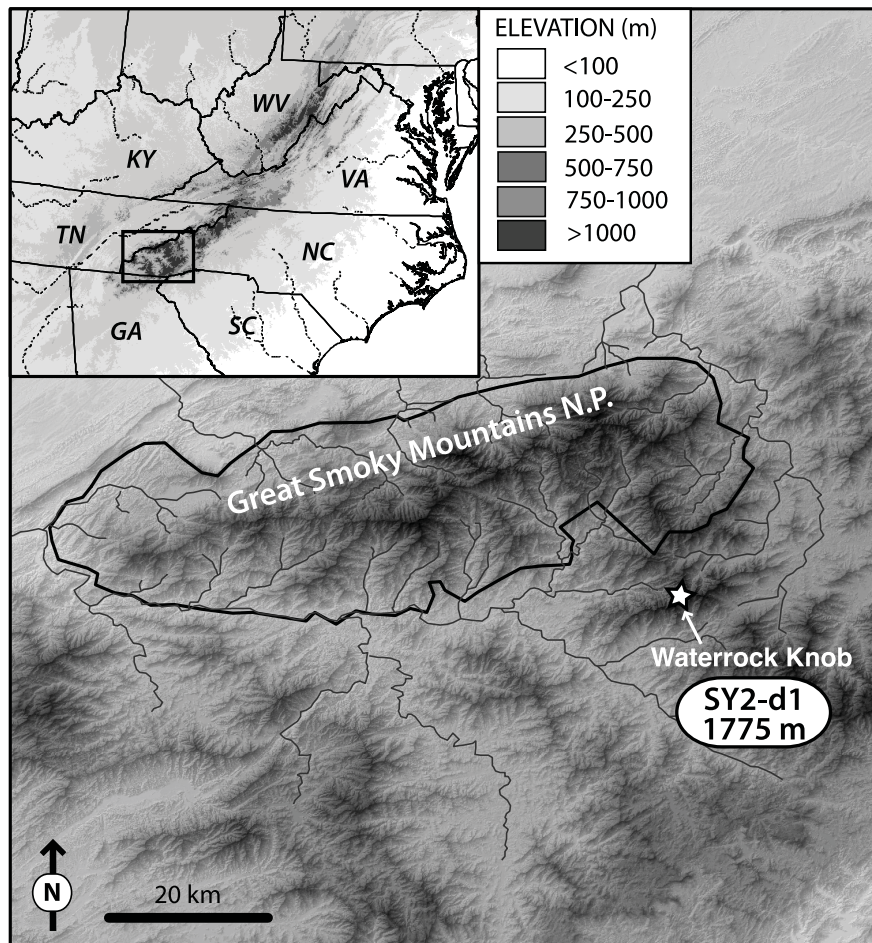 ELEVATION (m)
<100
100-250
250-500
500-750
750-1000
>1000
WV
KY
VA
TN
NC
GA
SC
Great Smoky Mountains N.P.
Waterrock Knob
SY2-d1
1775 m
N
20 km